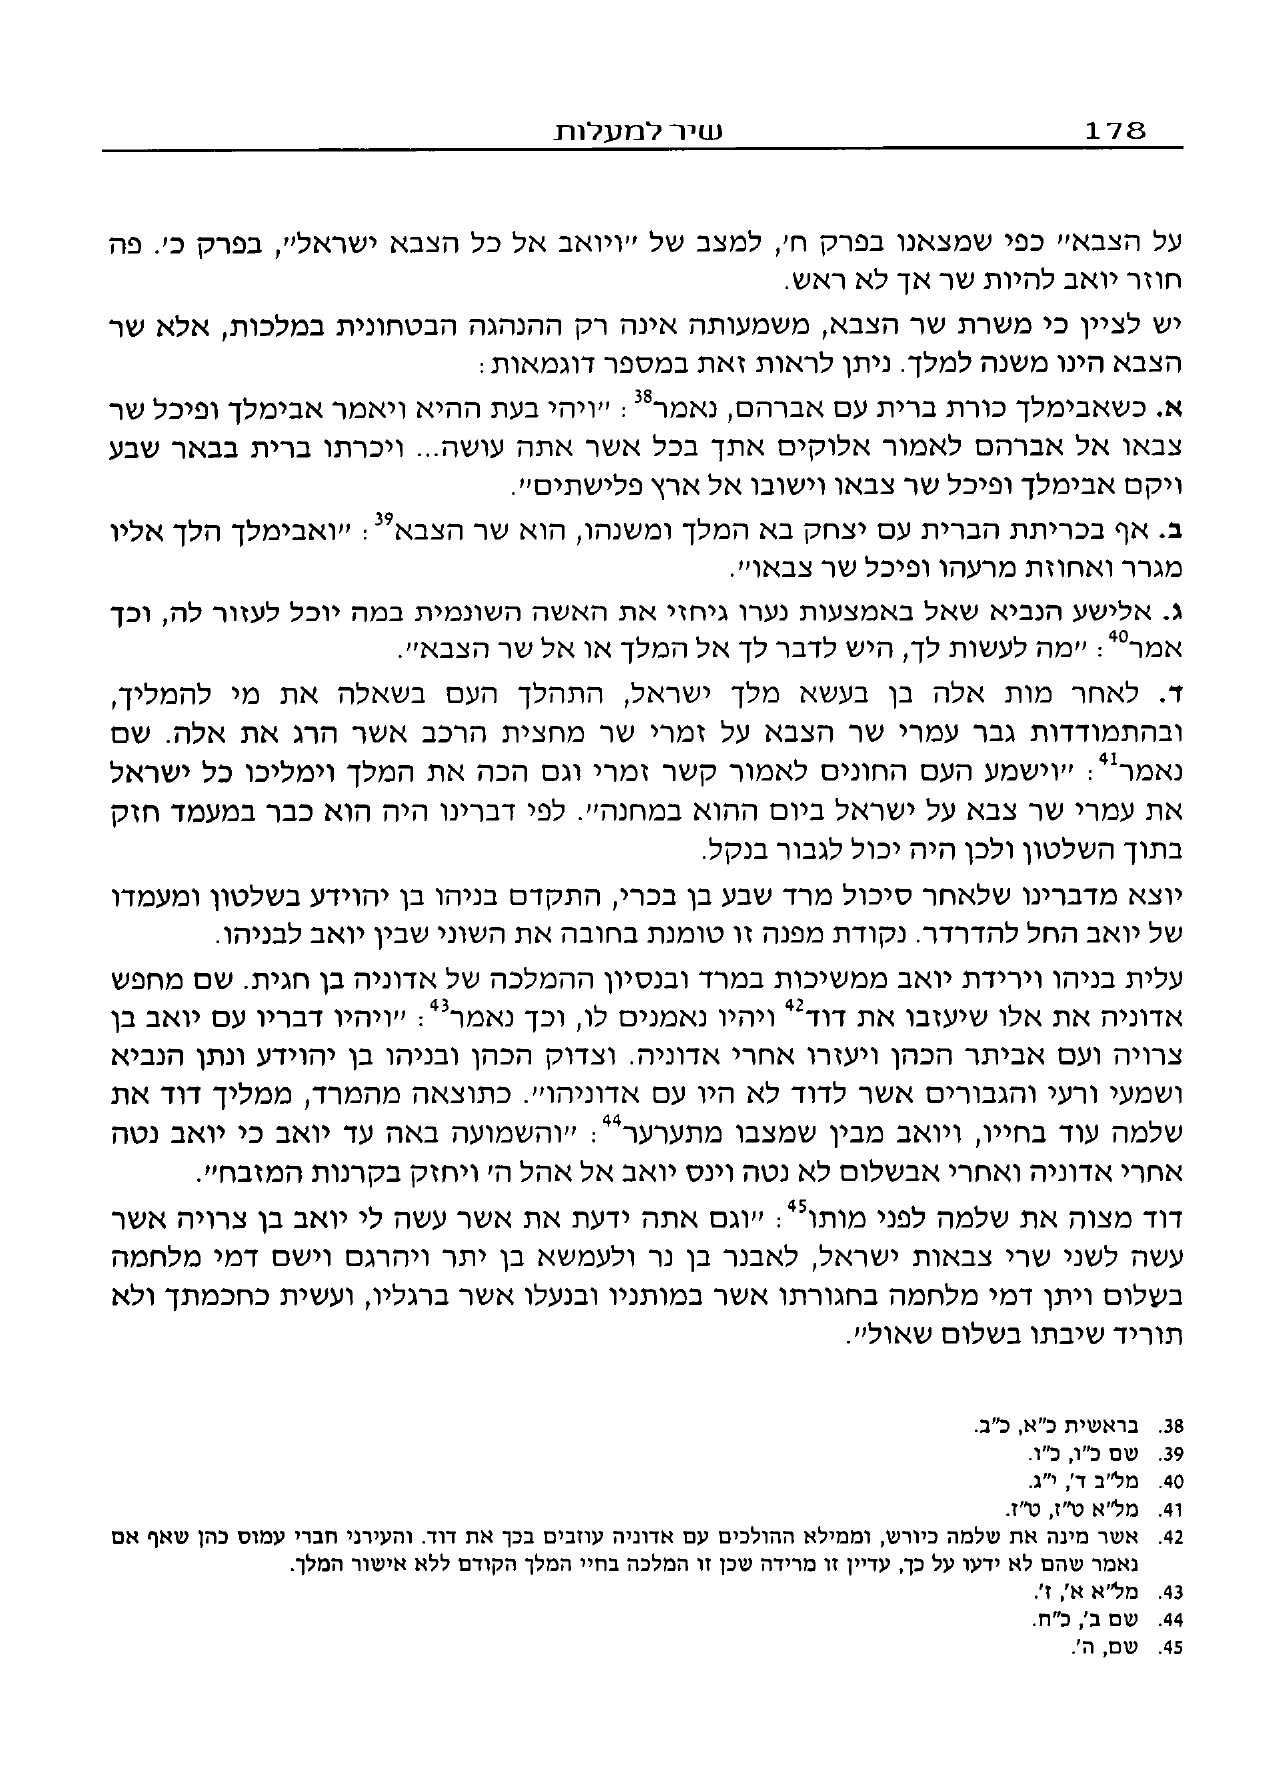 178 שיר למעלות
על הצבא" כפי שמצאנו בפרק ח', למצב של "ויואב אל כל הצבא ישראל", בפרק כ'. פה
חוזר יואב להיות שר אך לא ראש.
יש לציין כי משרת שר הצבא, משמעותה אינה רק ההנהגה הבטחונית במלכות, אלא שר
הצבא הינו משנה למלך. ניתן לראות זאת במספר דוגמאות:
א. כשאבימלך כורת ברית עם אברהם, נאמר38: "ויהי בעת ההיא ויאמר אבימלך ופיכל שר
צבאו אל אברהם לאמור אלוקים אתך בכל אשר אתה עושה... ויכרתו ברית בבאר שבע
ויקם אבימלך ופיכל שר צבאו וישובו אל ארץ פלישתים".
ב. אף בכריתת הברית עם יצחק בא המלך ומשנהו, הוא שר הצבא39: "ואבימלך הלך אליו
מגרר ואחוזת מרעהו ופיכל שר צבאו".
ג. אלישע הנביא שאל באמצעות נערו גיחזי את האשה השונמית במה יוכל לעזור לה, וכך
אמר40: "מה לעשות לך, היש לדבר לך אל המלך או אל שר הצבא".
ד. לאחר מות אלה בן בעשא מלך ישראל, התהלך העם בשאלה את מי להמליך,
ובהתמודדות גבר עמרי שר הצבא על זמרי שר מחצית הרכב אשר הרג את אלה. שם
נאמר41: "וישמע העם החונים לאמור קשר זמרי וגם הכה את המלך וימליכו כל ישראל
את עמרי שר צבא על ישראל ביום ההוא במחנה". לפי דברינו היה הוא כבר במעמד חזק
בתוך השלטון ולכן היה יכול לגבור בנקל.
יוצא מדברינו שלאחר סיכול מרד שבע בן בכרי, התקדם בניהו בן יהוידע בשלטון ומעמדו
של יואב החל להדרדר. נקודת מפנה זו טומנת בחובה את השוני שבין יואב לבניהו.
עלית בניהו וירידת יואב ממשיכות במרד ובנסיון ההמלכה של אדוניה בן חגית. שם מחפש
אדוניה את אלו שיעזבו את דוד42 ויהיו נאמנים לו, וכך נאמר43: "ויהיו דבריו עם יואב בן
צרויה ועם אביתר הכהן ויעזרו אחרי אדוניה. וצדוק הכהן ובניהו בן יהוידע ונתן הנביא
ושמעי ורעי והגבורים אשר לדוד לא היו עם אדוניהו". כתוצאה מהמרד, ממליך דוד את
שלמה עוד בחייו, ויואב מבין שמצבו מתערער44: "והשמועה באה עד יואב כי יואב נטה
אחרי אדוניה ואחרי אבשלום לא נטה וינס יואב אל אהל ה' ויחזק בקרנות המזבח".
דוד מצוה את שלמה לפני מותו45: "וגם אתה ידעת את אשר עשה לי יואב בן צרויה אשר
עשה לשני שרי צבאות ישראל, לאבנר בן נר ולעמשא בן יתר ויהרגם וישם דמי מלחמה
בשלום ויתן דמי מלחמה בחגורתו אשר במותניו ובנעלו אשר ברגליו, ועשית כחכמתך ולא
תוריד שיבתו בשלום שאול".
38. בראשית כ"א, כ"ב.
39. שם כ"ו, כ"ו.
40. מל"ב ד', י"ג.
41. מל"א ט"ז, ט"ז.
42. אשר מינה את שלמה כיורש, וממילא ההולכים עם אדוניה עוזבים בכך את דוד. והעירני חברי עמוס כהן שאף אם
נאמר שהם לא ידעו על כך, עדיין זו מרידה שכן זו המלכה בחיי המלך הקודם ללא אישור המלך.
43. מל"א א', ז'.
44. שם ב', כ"ח.
45. שם, ה'.